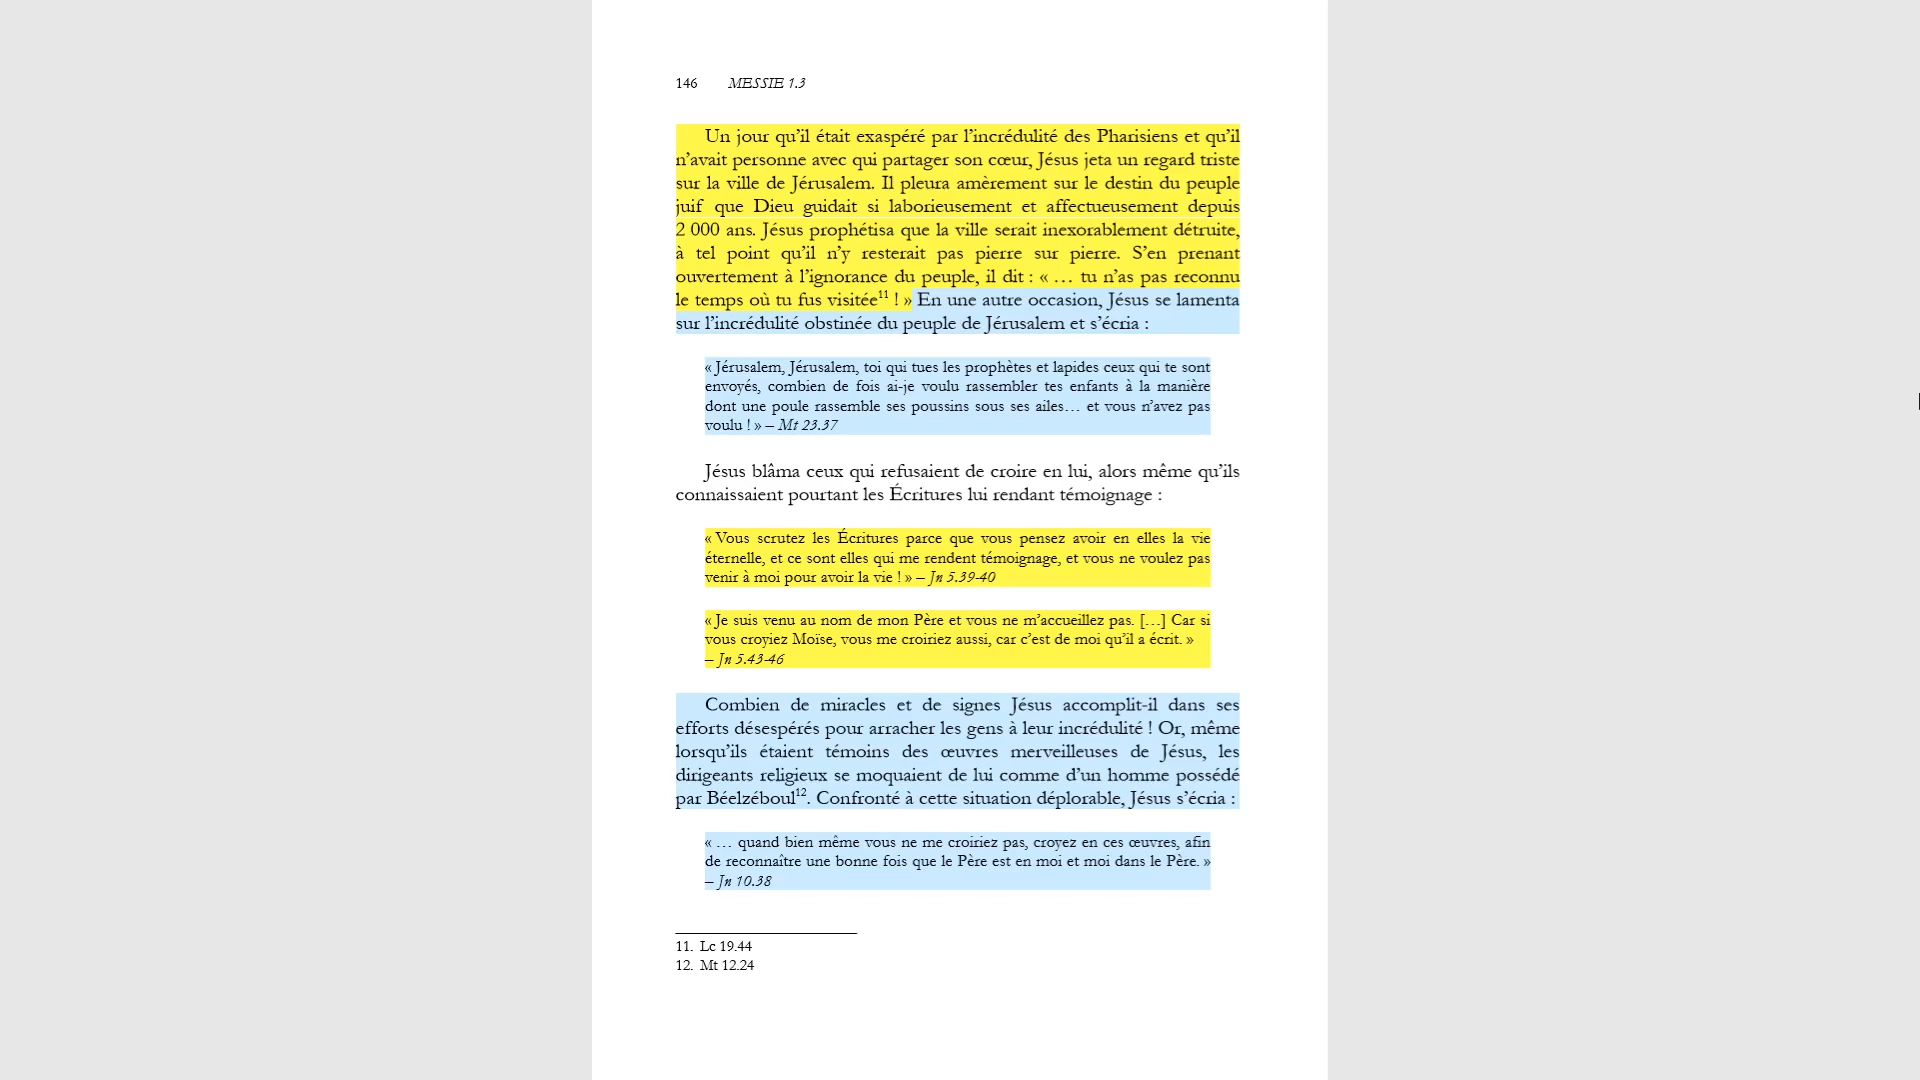 146 MESSIE 1.3
Un jour qu’il était exaspéré par l’incrédulité des Pharisiens et qu’il
n’avait personne avec qui partager son cœur, Jésus jeta un regard triste
sur la ville de Jérusalem. Il pleura amèrement sur le destin du peuple
juif que Dieu guidait si laborieusement et affectueusement depuis
2 000 ans. Jésus prophétisa que la ville serait inexorablement détruite,
à tel point qu’il n’y resterait pas pierre sur pierre. S’en prenant
ouvertement à l’ignorance du peuple, il dit : « … tu n’as pas reconnu
le temps où tu fus visitée11 ! » En une autre occasion, Jésus se lamenta
sur l’incrédulité obstinée du peuple de Jérusalem et s’écria :
« Jérusalem, Jérusalem, toi qui tues les prophètes et lapides ceux qui te sont
envoyés, combien de fois ai-je voulu rassembler tes enfants à la manière
dont une poule rassemble ses poussins sous ses ailes… et vous n’avez pas
voulu ! » – Mt 23.37
Jésus blâma ceux qui refusaient de croire en lui, alors même qu’ils
connaissaient pourtant les Écritures lui rendant témoignage :
« Vous scrutez les Écritures parce que vous pensez avoir en elles la vie
éternelle, et ce sont elles qui me rendent témoignage, et vous ne voulez pas
venir à moi pour avoir la vie ! » – Jn 5.39-40
« Je suis venu au nom de mon Père et vous ne m’accueillez pas. […] Car si
vous croyiez Moïse, vous me croiriez aussi, car c’est de moi qu’il a écrit. »
– Jn 5.43-46
Combien de miracles et de signes Jésus accomplit-il dans ses
efforts désespérés pour arracher les gens à leur incrédulité ! Or, même
lorsqu’ils étaient témoins des œuvres merveilleuses de Jésus, les
dirigeants religieux se moquaient de lui comme d’un homme possédé
par Béelzéboul12. Confronté à cette situation déplorable, Jésus s’écria :
« … quand bien même vous ne me croiriez pas, croyez en ces œuvres, afin
de reconnaître une bonne fois que le Père est en moi et moi dans le Père. »
– Jn 10.38
11. Lc 19.44
12. Mt 12.24